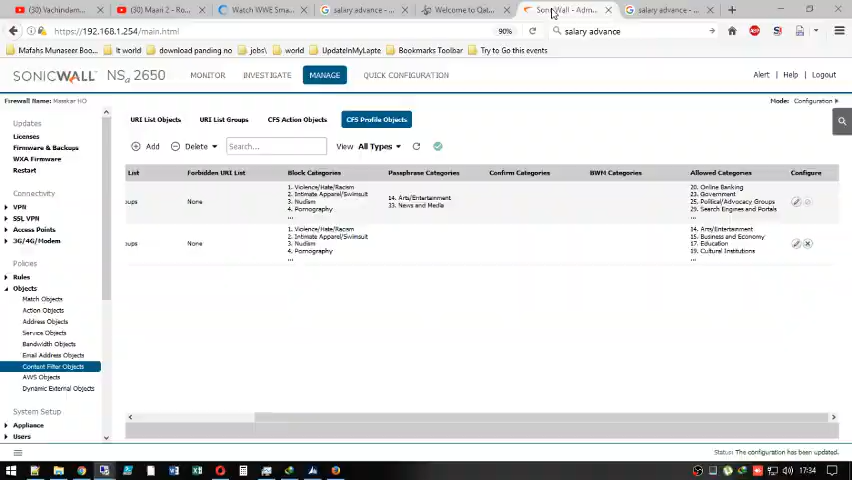 (30) Vachindam...
(30) Maari 2 - Ro...
Watch WWE Sma...
salary advance - ...
Welcome to Qat...
SonicWall - Adm...
salary advance - ...
https://192.168.1.254/main.html
90%
salary advance
Mafahs Munaseer Boo...
It world
download panding no
jobs\
UpdateInMyLapte
Bookmarks Toolbar
Try to Go this events
SONICWALL NSa 2650
MONITOR
INVESTIGATE
MANAGE
QUICK CONFIGURATION
Alert | Help | Logout
Firewall Name: Maskar HO
Mode: Configuration
Updates
Licenses
Firmware & Backups
WXA Firmware
Restart
Connectivity
VPN
SSL VPN
Access Points
3G/4G/Modem
Policies
Rules
Objects
Match Objects
Action Objects
Address Objects
Service Objects
Bandwidth Objects
Email Address Objects
Content Filter Objects
AWS Objects
Dynamic External Objects
System Setup
Appliance
Users
URI List Objects
URI List Groups
CFS Action Objects
CFS Profile Objects
Add
Delete
Search...
View All Types
List
Forbidden URI List
Block Categories
Passphrase Categories
Confirm Categories
BWM Categories
Allowed Categories
Configure
oups
None
1. Violence/Hate/Racism
2. Intimate Apparel/Swimsuit
3. Nudism
4. Pornography
...
14. Arts/Entertainment
33. News and Media
20. Online Banking
23. Government
25. Political/Advocacy Groups
29. Search Engines and Portals
...
oups
None
1. Violence/Hate/Racism
2. Intimate Apparel/Swimsuit
3. Nudism
4. Pornography
...
14. Arts/Entertainment
15. Business and Economy
17. Education
19. Cultural Institutions
...
Status: The configuration has been updated.
17:34